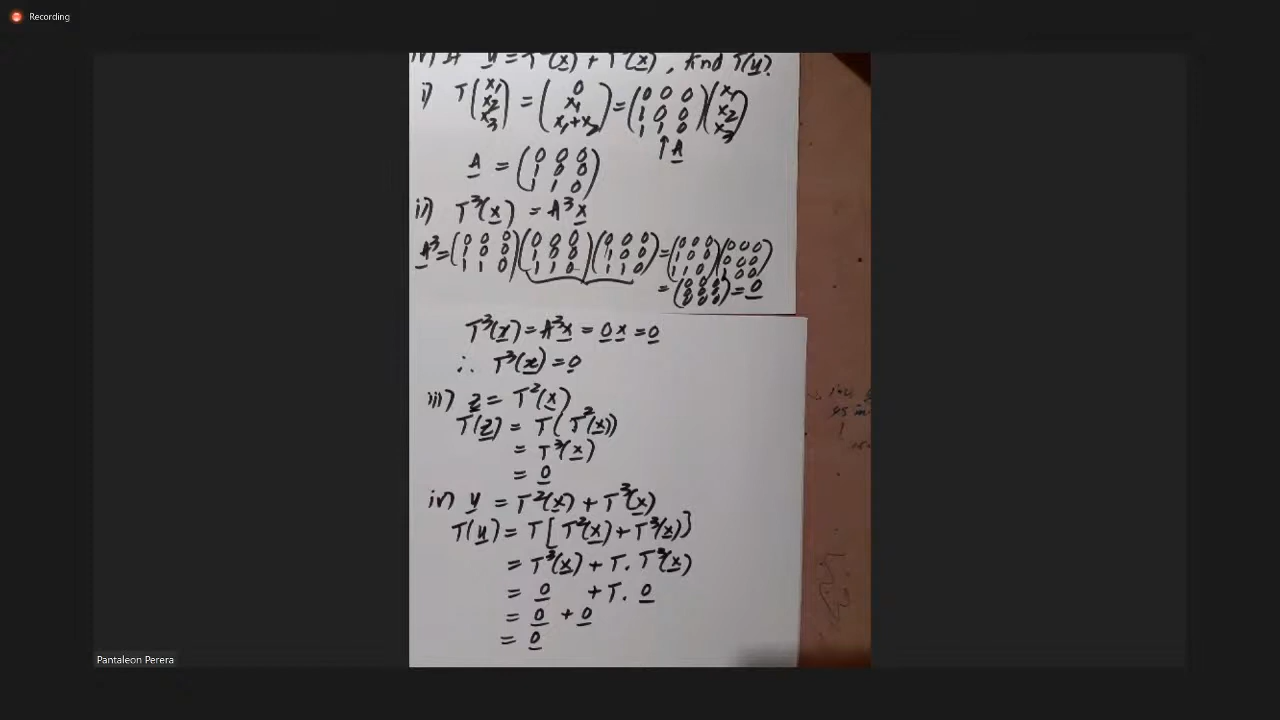 Recording
iv) If y = T²(x) + T³(x), find T(y).
i) T(x₁ x₂ x₃) = (0 x₁ x₁+x₂) = (0 0 0 1 0 0 1 1 0)(x₁ x₂ x₃)
↑A
A = (0 0 0 1 0 0 1 1 0)
ii) T³(x) = A³x
A³ = (0 0 0 1 0 0 1 1 0)(0 0 0 1 0 0 1 1 0)(0 0 0 1 0 0 1 1 0) = (0 0 0 1 0 0 1 1 0)(0 0 0 0 0 0 1 0 0)
= (0 0 0 0 0 0 0 0 0) = 0
T³(x) = A³x = 0x = 0
∴ T³(x) = 0
iii) z = T²(x)
T(z) = T(T²(x))
= T³(x)
= 0
iv) y = T²(x) + T³(x)
T(y) = T[T²(x) + T³(x)]
= T³(x) + T. T³(x)
= 0 + T. 0
= 0 + 0
= 0
Pantaleon Perera